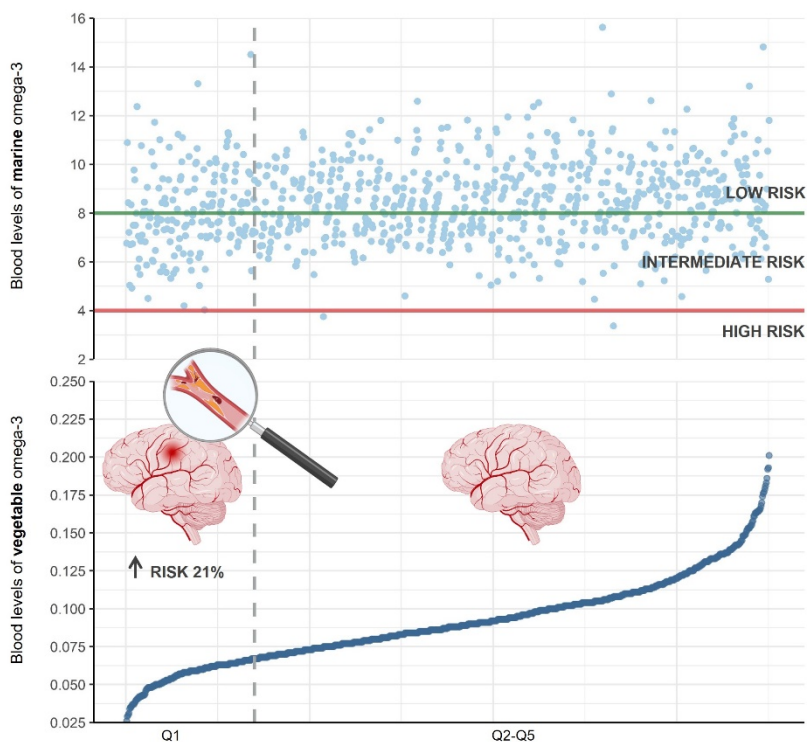 Blood levels of marine omega-3
16
14
12
10
8
6
4
2
LOW RISK
INTERMEDIATE RISK
HIGH RISK
Blood levels of vegetable omega-3
0.250
0.225
0.200
0.175
0.150
0.125
0.100
0.075
0.050
0.025
↑ RISK 21%
Q1
Q2-Q5